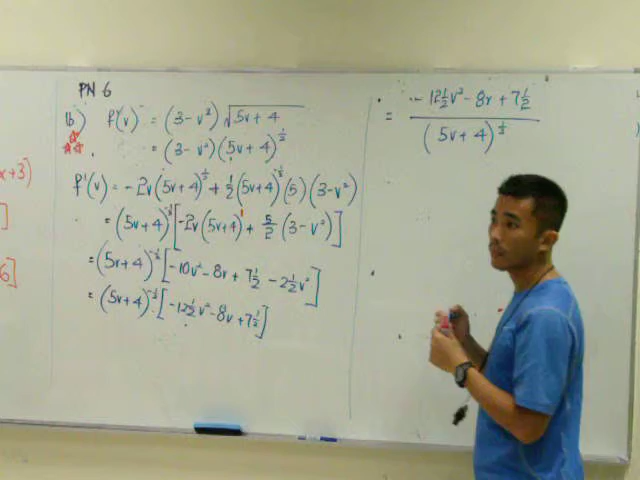 x+3)
]
6]
PN 6
1b) f(v) = (3-v²)√5v+4
= (3-v²)(5v+4)^½
f'(v) = -2v(5v+4)^½ + ½(5v+4)^-½(5)(3-v²)
= (5v+4)^-½[-2v(5v+4) + 5/2(3-v²)]
= (5v+4)^-½[-10v²-8v+7½-2½v²]
= (5v+4)^-½[-12½v²-8v+7½]
= -12½v²-8v+7½
(5v+4)^½